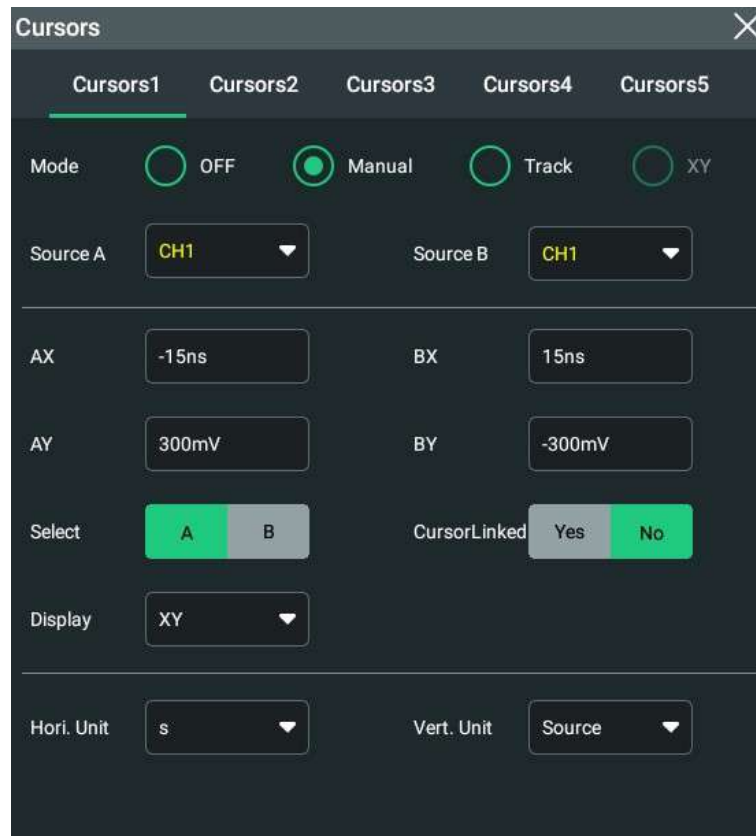 Cursors
Cursors1 Cursors2 Cursors3 Cursors4 Cursors5
Mode OFF Manual Track XY
Source A CH1 Source B CH1
AX -15ns BX 15ns
AY 300mV BY -300mV
Select A B CursorLinked Yes No
Display XY
Hori. Unit s Vert. Unit Source